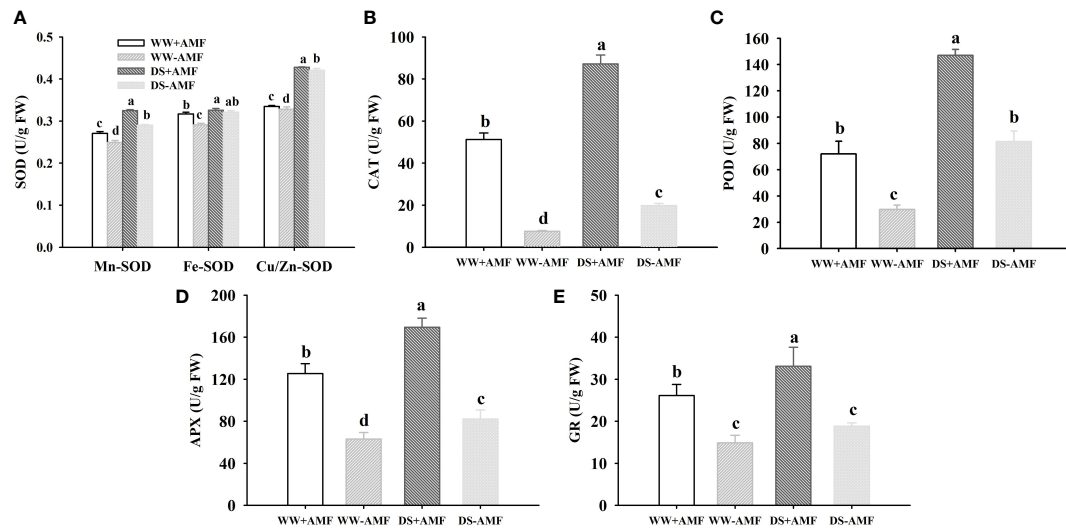 A
SOD (U/g FW)
0.5
0.4
0.3
0.2
0.1
0.0
WW+AMF
WW-AMF
DS+AMF
DS-AMF
c d a b
b c a ab
c d a b
Mn-SOD Fe-SOD Cu/Zn-SOD
B
CAT (U/g FW)
100
80
60
40
20
0
b d a c
WW+AMF WW-AMF DS+AMF DS-AMF
C
POD (U/g FW)
160
140
120
100
80
60
40
20
0
b c a b
WW+AMF WW-AMF DS+AMF DS-AMF
D
APX (U/g FW)
200
160
120
80
40
0
b d a c
WW+AMF WW-AMF DS+AMF DS-AMF
E
GR (U/g FW)
50
40
30
20
10
0
b c a c
WW+AMF WW-AMF DS+AMF DS-AMF